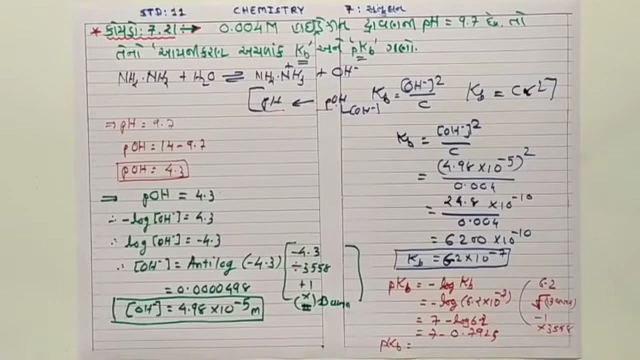 STD: 11 CHEMISTRY 7: સંતુલન
* કોયડો: 7.21 → 0.004M હાઇડ્રેઝીન દ્રાવણની pH = 9.7 છે, તો
તેનો આયનીકરણ અચળાંક Kb અને pKb ગણો.
NH2·NH2 + H2O ⇌ NH2·NH3+ + OH-
[pH ← pOH [OH-] Kb = [OH-]²/C Kb = Cα²]
⇒ pH = 9.7
pOH = 14 - 9.7
pOH = 4.3
⇒ pOH = 4.3
∴ -log[OH-] = 4.3
∴ log[OH-] = -4.3
∴ [OH-] = Antilog (-4.3)
= 0.0000498
[OH-] = 4.98 × 10⁻⁵ M
-4.3
÷ 3558
+ 1
Kb = [OH-]²/C
= (4.98 × 10⁻⁵)²/0.004
= 24.8 × 10⁻¹⁰/0.004
= 6200 × 10⁻¹⁰
Kb = 6.2 × 10⁻⁷
pKb = -log Kb
= -log(6.2 × 10⁻⁷)
= 7 - log 6.2
= 7 - 0.7925
pKb =
6.2
- 1
× 3558